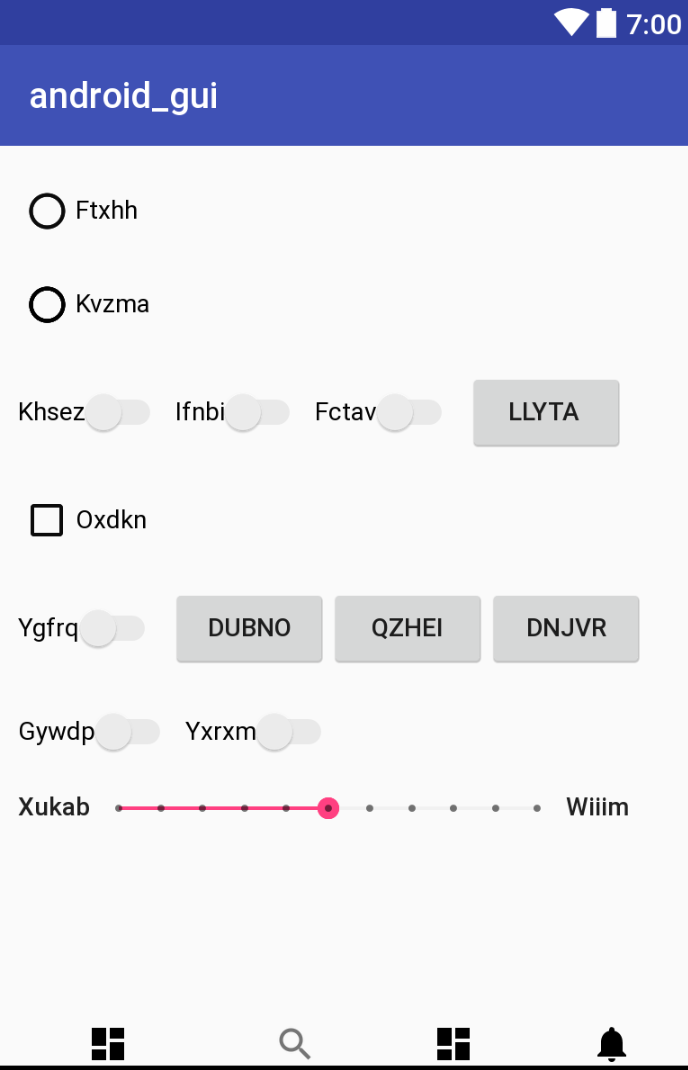 7:00
android_gui
Ftxhh
Kvzma
Khsez Ifnbi Fctav LLYTA
Oxdkn
Ygfrq DUBNO QZHEI DNJVR
Gywdp Yxrxm
Xukab Wiiim